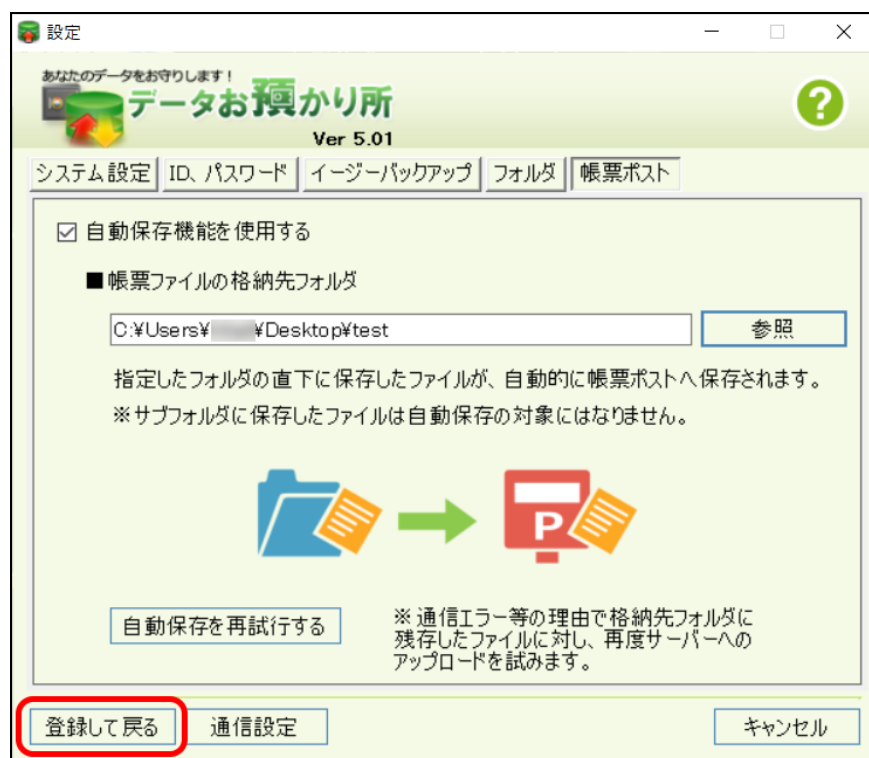 設定
あなたのデータをお守りします！
データお預かり所
Ver 5.01
?
システム設定 ID、パスワード イージーバックアップ フォルダ 帳票ポスト
自動保存機能を使用する
■帳票ファイルの格納先フォルダ
C:¥Users¥ ¥Desktop¥test 参照
指定したフォルダの直下に保存したファイルが、自動的に帳票ポストへ保存されます。
※サブフォルダに保存したファイルは自動保存の対象にはなりません。
P
自動保存を再試行する
※通信エラー等の理由で格納先フォルダに
残存したファイルに対し、再度サーバーへの
アップロードを試みます。
登録して戻る 通信設定 キャンセル